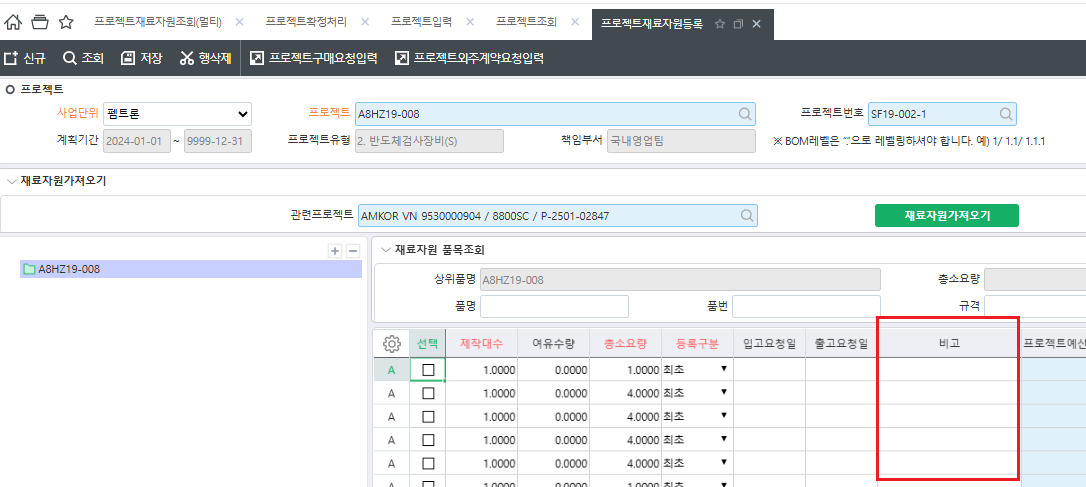 프로젝트재료자원조회(멀티) 프로젝트확정처리 프로젝트입력 프로젝트조회 프로젝트재료자원등록
신규 조회 저장 행삭제 프로젝트구매요청입력 프로젝트외주계약요청입력
프로젝트
사업단위 펨트론 프로젝트 A8HZ19-008 프로젝트번호 SF19-002-1
계획기간 2024-01-01 ~ 9999-12-31 프로젝트유형 2. 반도체검사장비(S) 책임부서 국내영업팀 ※ BOM레벨은 '.'으로 레벨링하셔야 합니다. 예) 1/ 1.1/ 1.1.1
재료자원가져오기
관련프로젝트 AMKOR VN 9530000904 / 8800SC / P-2501-02847 재료자원가져오기
A8HZ19-008
재료자원 품목조회
상위품명 A8HZ19-008 총소요량
품명 품번 규격
선택 제작대수 여유수량 총소요량 등록구분 입고요청일 출고요청일 비고 프로젝트예산
A 1.0000 0.0000 1.0000 최초
A 1.0000 0.0000 4.0000 최초
A 1.0000 0.0000 4.0000 최초
A 1.0000 0.0000 4.0000 최초
A 1.0000 0.0000 4.0000 최초